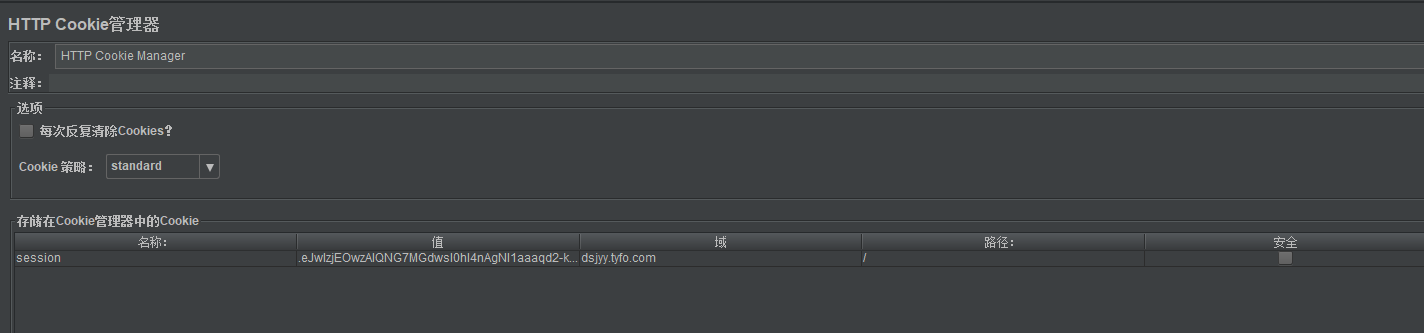 HTTP Cookie管理器
名称： HTTP Cookie Manager
注释：
选项
每次反复清除Cookies？
Cookie 策略： standard
存储在Cookie管理器中的Cookie
名称： 值 域 路径： 安全
session .eJwlzjEOwzAlQNG7MGdwsI0hl4nAgNl1aaaqd2-k... dsjyy.tyfo.com /